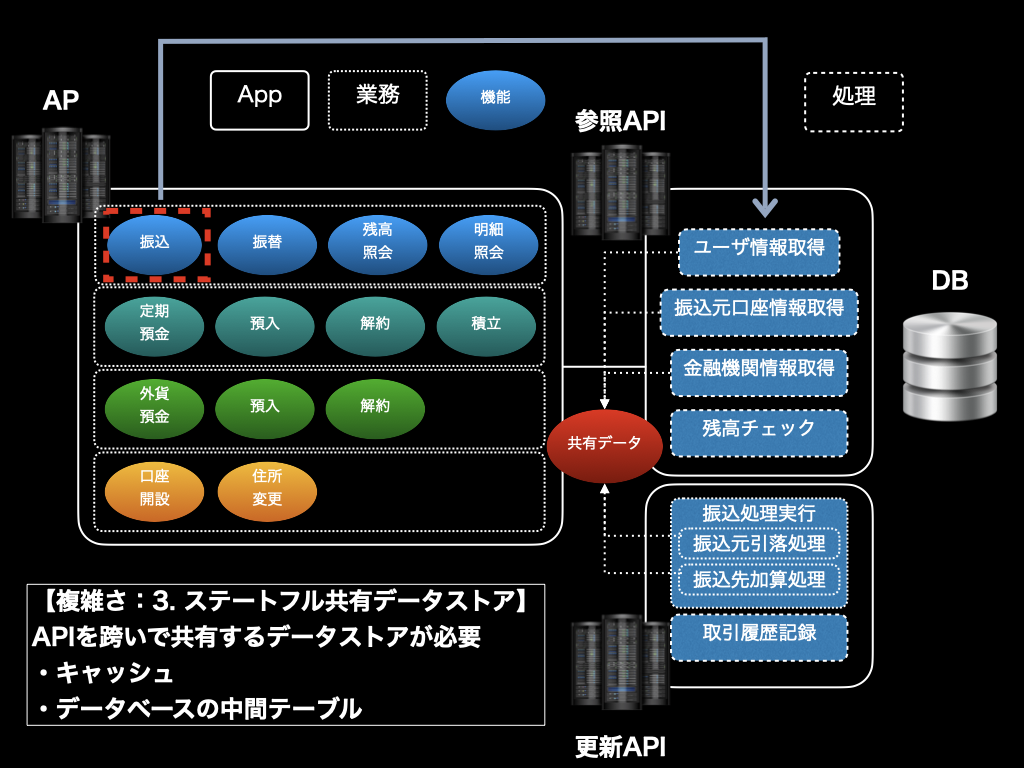 AP
App
業務
機能
処理
参照API
振込
振替
残高
照会
明細
照会
定期
預金
預入
解約
積立
外貨
預金
預入
解約
口座
開設
住所
変更
ユーザ情報取得
振込元口座情報取得
金融機関情報取得
残高チェック
共有データ
DB
振込処理実行
振込元引落処理
振込先加算処理
取引履歴記録
更新API
【複雑さ：3. ステートフル共有データストア】
APIを跨いで共有するデータストアが必要
・キャッシュ
・データベースの中間テーブル